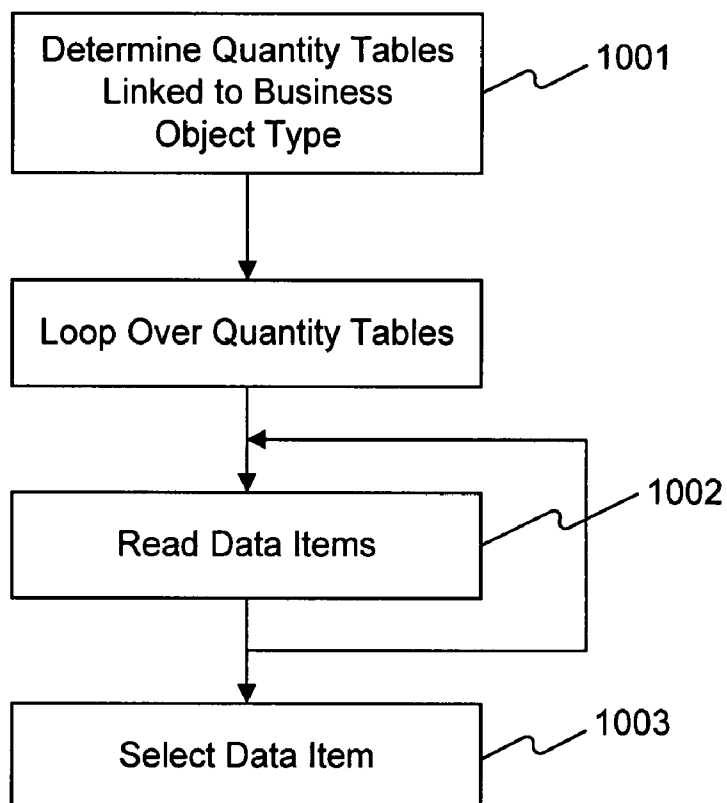 Determine Quantity Tables
Linked to Business
Object Type
1001
Loop Over Quantity Tables
1002
Read Data Items
1003
Select Data Item